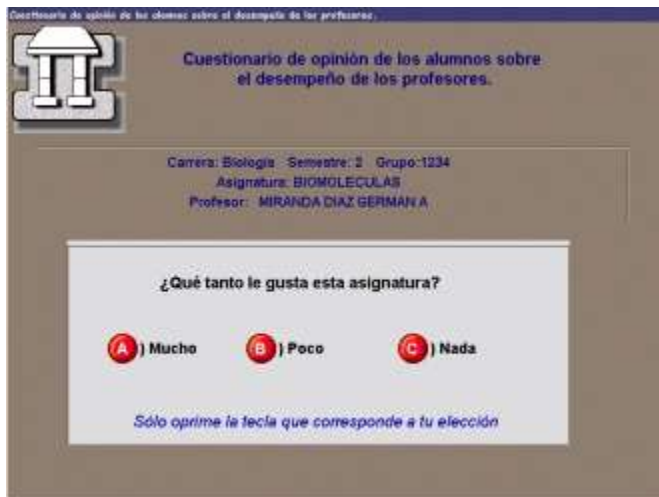 Cuestionario de opinión de los alumnos sobre el desempeño de los profesores.
Cuestionario de opinión de los alumnos sobre
el desempeño de los profesores.
Carrera: Biología Semestre: 2 Grupo:1234
Asignatura: BIOMOLECULAS
Profesor: MIRANDA DIAZ GERMAN A
¿Qué tanto le gusta esta asignatura?
A ) Mucho B ) Poco C ) Nada
Sólo oprime la tecla que corresponde a tu elección